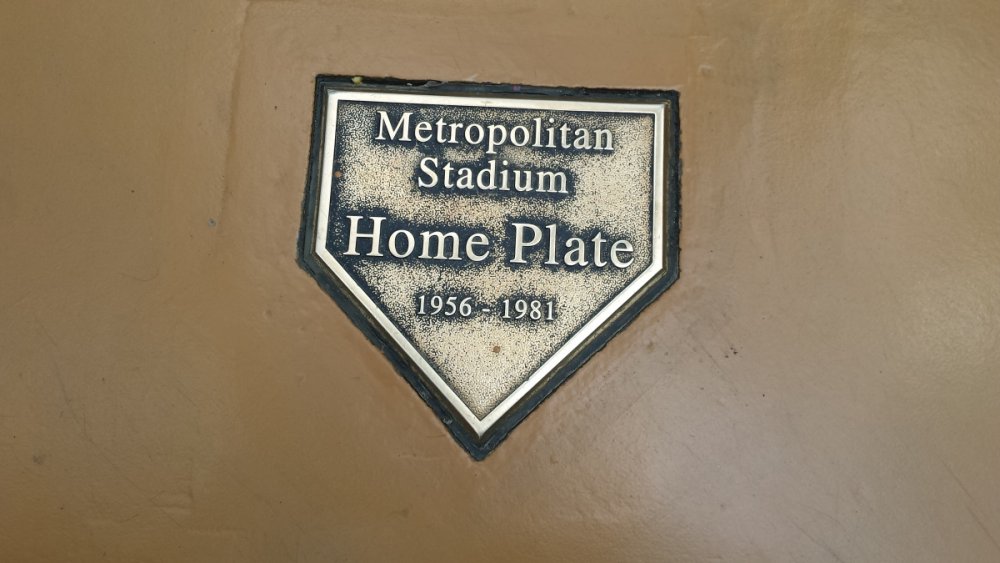 Metropolitan
Stadium
Home Plate
1956 - 1981